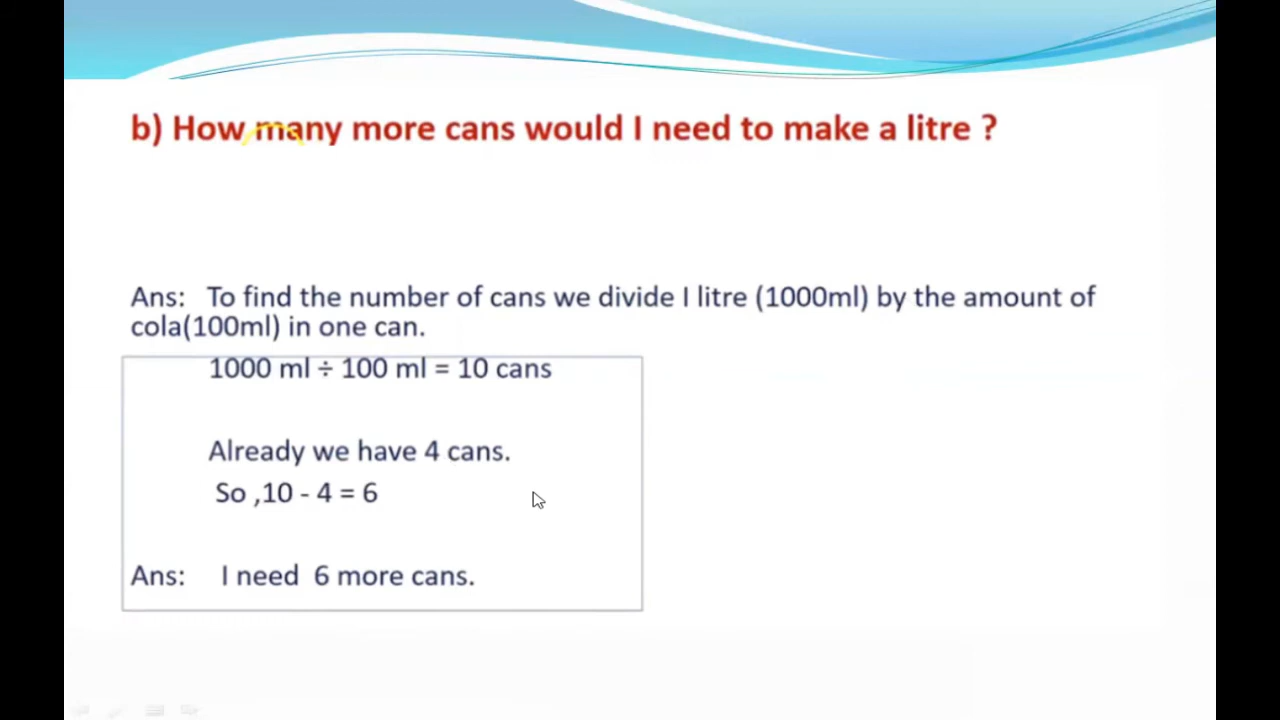 b) How many more cans would I need to make a litre ?
Ans: To find the number of cans we divide I litre (1000ml) by the amount of
cola(100ml) in one can.
1000 ml ÷ 100 ml = 10 cans
Already we have 4 cans.
So ,10 - 4 = 6
Ans: I need 6 more cans.